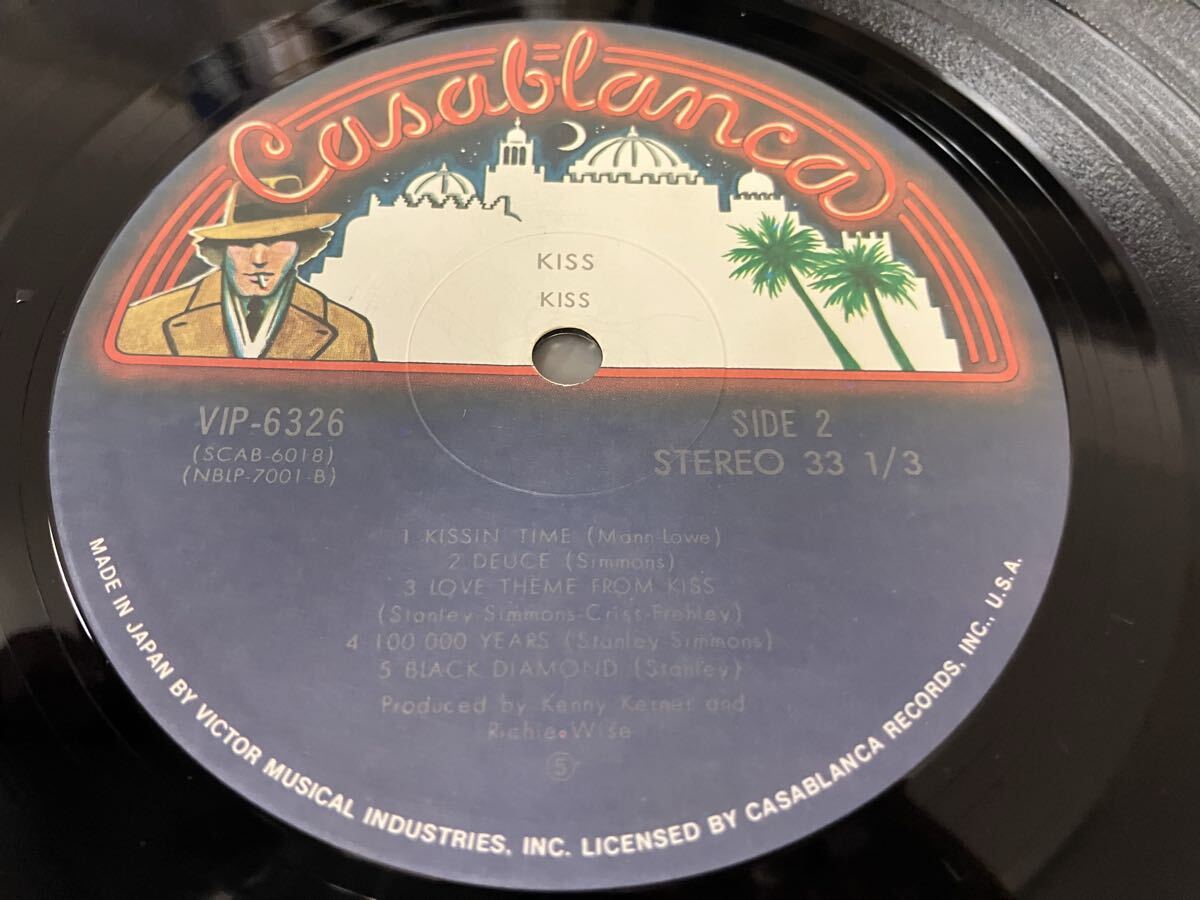 Casablanca
KISS
KISS
VIP-6326
(SCAB-6018)
(NBLP-7001-B)
SIDE 2
STEREO 33 1/3
1 KISSIN TIME (Mann-Lowe)
2 DEUCE (Simmons)
3 LOVE THEME FROM KISS
(Stanley-Simmons-Criss-Frehley)
4 100 000 YEARS (Stanley-Simmons)
5 BLACK DIAMOND (Stanley)
Produced by Kenny Kerner and
Richie Wise
5
MADE IN JAPAN BY VICTOR MUSICAL INDUSTRIES, INC. LICENSED BY CASABLANCA RECORDS, INC., U.S.A.